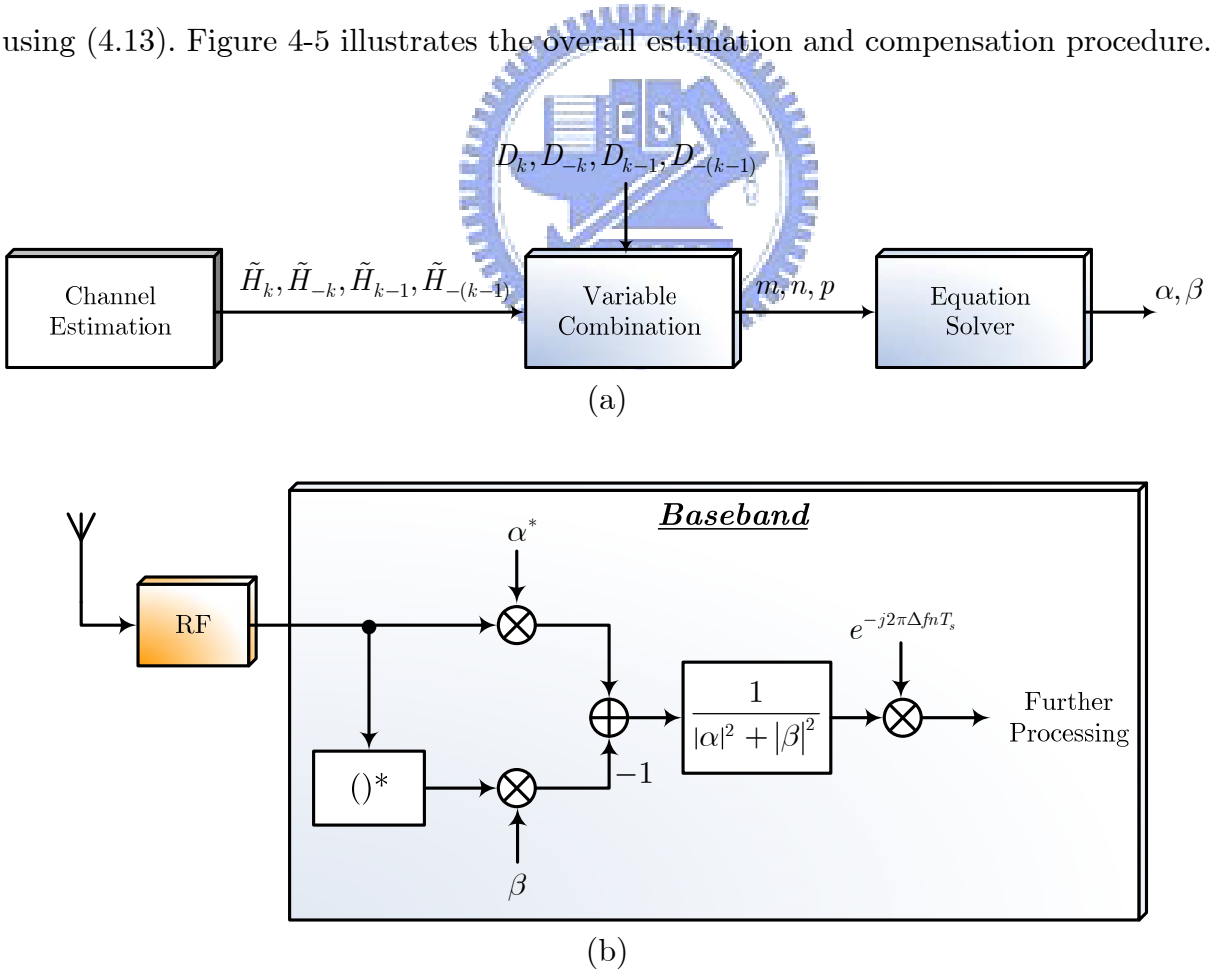 using (4.13). Figure 4-5 illustrates the overall estimation and compensation procedure.
E S A
D_k, D_{-k}, D_{k-1}, D_{-(k-1)}
Channel
Estimation
H̃_k, H̃_{-k}, H̃_{k-1}, H̃_{-(k-1)}
Variable
Combination
m, n, p
Equation
Solver
α, β
(a)
Baseband
α*
RF
e^{-j2πΔfnT_s}
1
|α|² + |β|²
Further
Processing
()*
-1
β
(b)